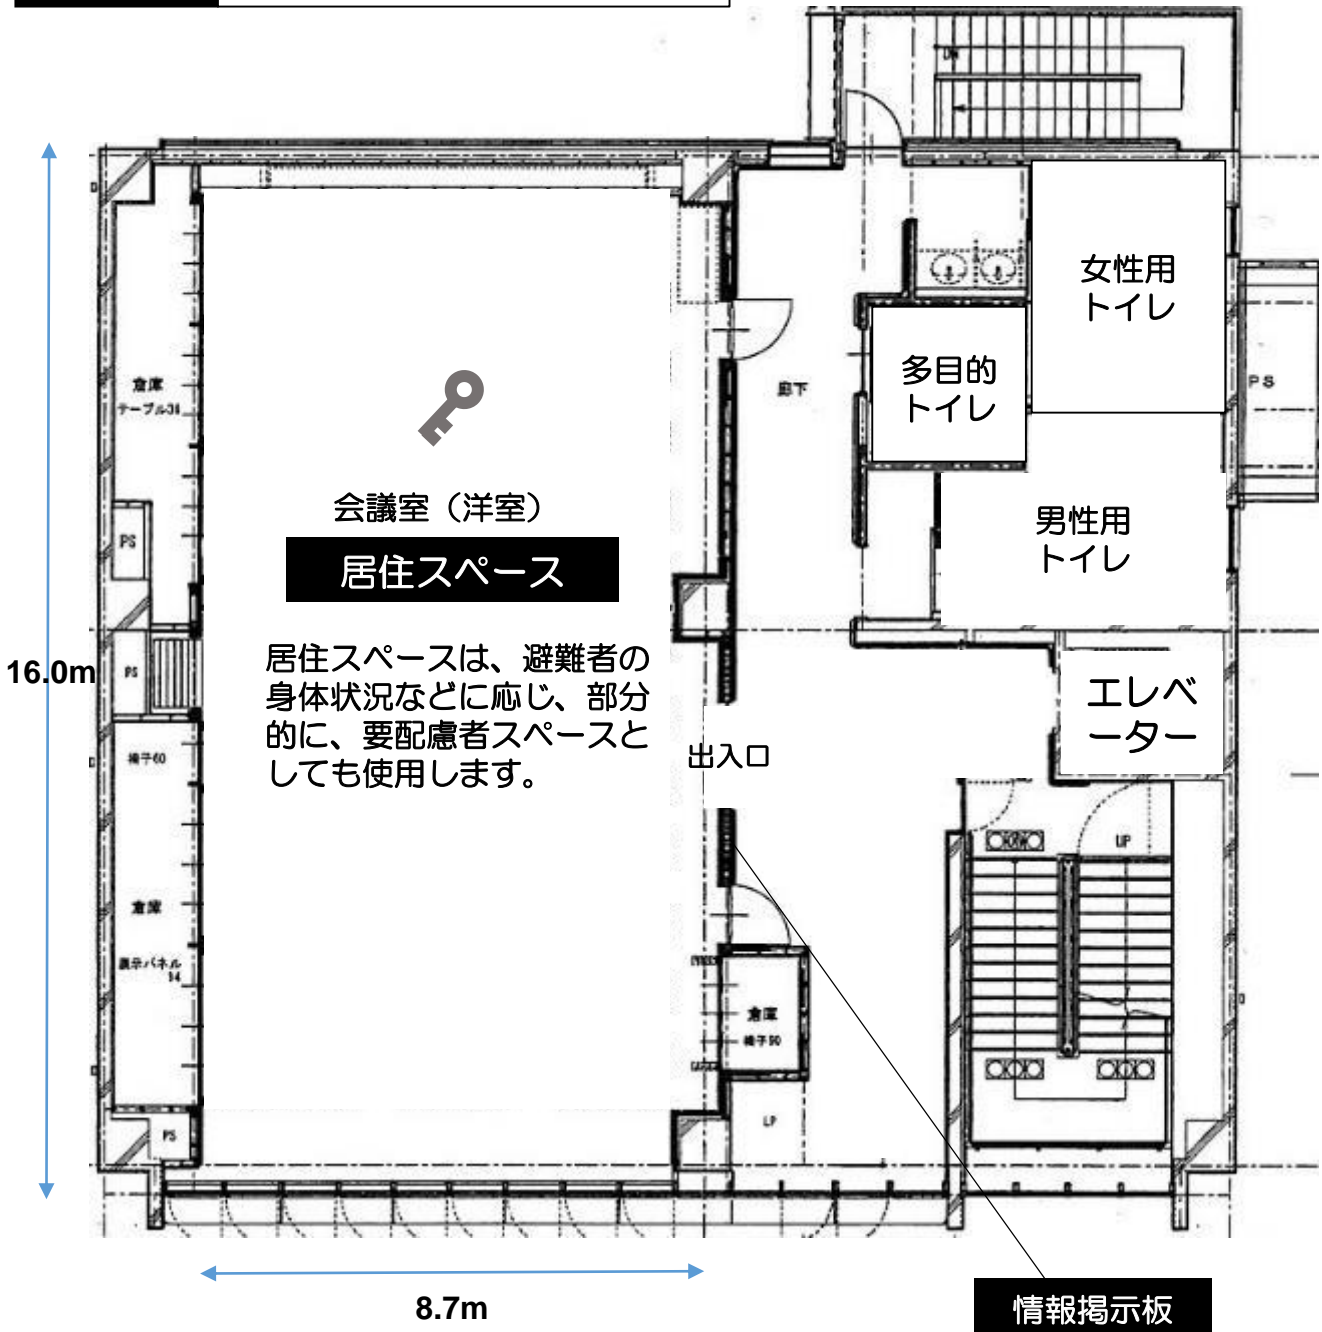 DN
女性用
トイレ
多目的
トイレ
PS
廊下
倉庫
テーブル38
会議室（洋室）
居住スペース
男性用
トイレ
PS
居住スペースは、避難者の
身体状況などに応じ、部分
的に、要配慮者スペースと
しても使用します。
16.0m
PS
エレベ
ーター
出入口
椅子60
UP
倉庫
展示パネル
14
倉庫
椅子90
LP
PS
8.7m
情報掲示板